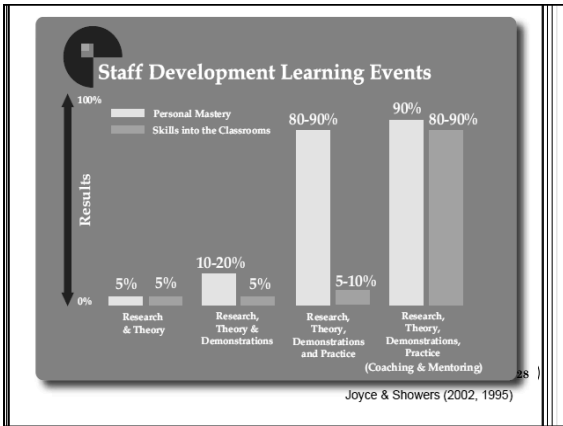 Staff Development Learning Events
100%
Personal Mastery
Skills into the Classrooms
Results
0%
5%
5%
10-20%
5%
80-90%
5-10%
90%
80-90%
Research
& Theory
Research,
Theory &
Demonstrations
Research,
Theory,
Demonstrations
and Practice
Research,
Theory,
Demonstrations,
Practice
(Coaching & Mentoring)
28 )
Joyce & Showers (2002, 1995)